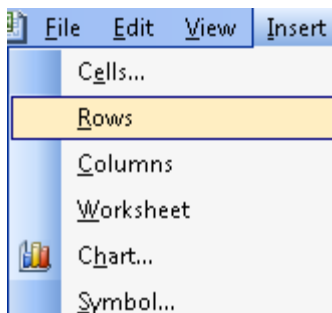 File Edit View Insert
Cells...
Rows
Columns
Worksheet
Chart...
Symbol...